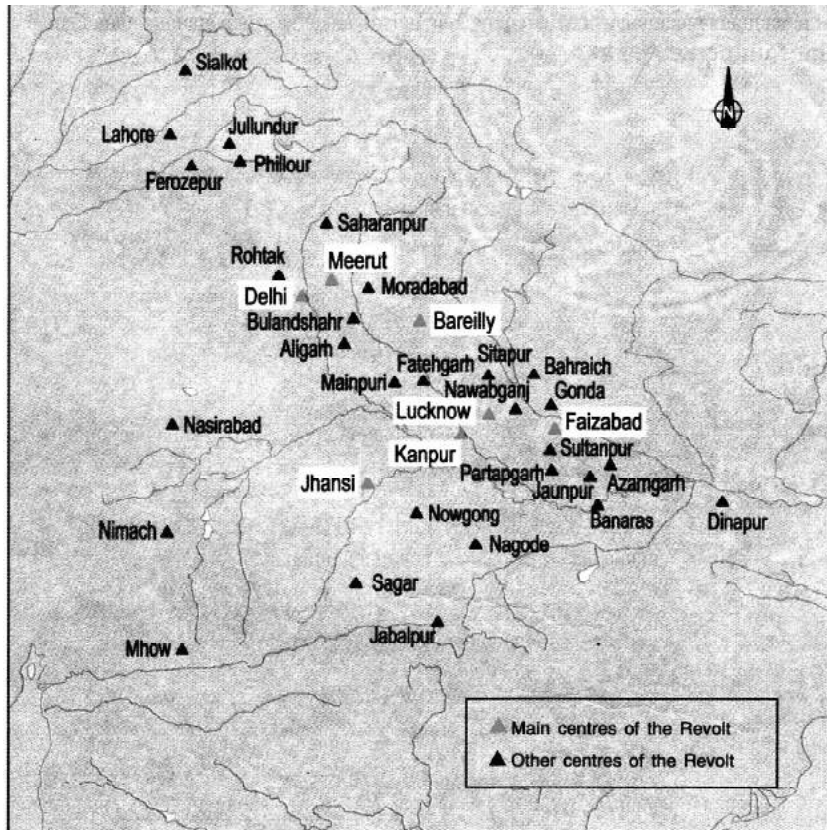 Sialkot
Lahore
Jullundur
Phillour
Ferozepur
Saharanpur
Rohtak
Meerut
Delhi
Moradabad
Bulandshahr
Bareilly
Aligarh
Sitapur
Fatehgarh
Bahraich
Mainpuri
Nawabganj
Gonda
Lucknow
Nasirabad
Faizabad
Kanpur
Sultanpur
Partapgarh
Jhansi
Jaunpur
Azamgarh
Nowgong
Banaras
Dinapur
Nimach
Nagode
Sagar
Jabalpur
Mhow
N
Main centres of the Revolt
Other centres of the Revolt